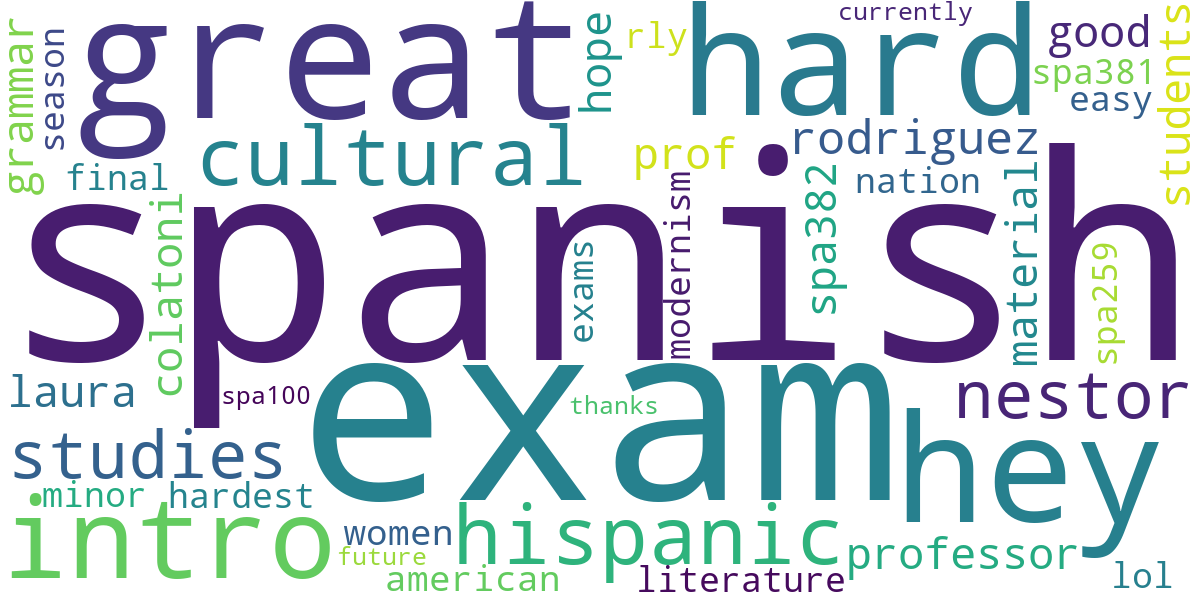 currently
great
hard
hope
rly
good
season
grammar
spa381
easy
students
cultural
prof
rodriguez
final
nation
spanish
colatoni
exams
modernism
spa382
material
spa259
laura
spa100
exam
thanks
nestor
hey
studies
minor
hardest
intro
women
hispanic
future
professor
american
literature
lol